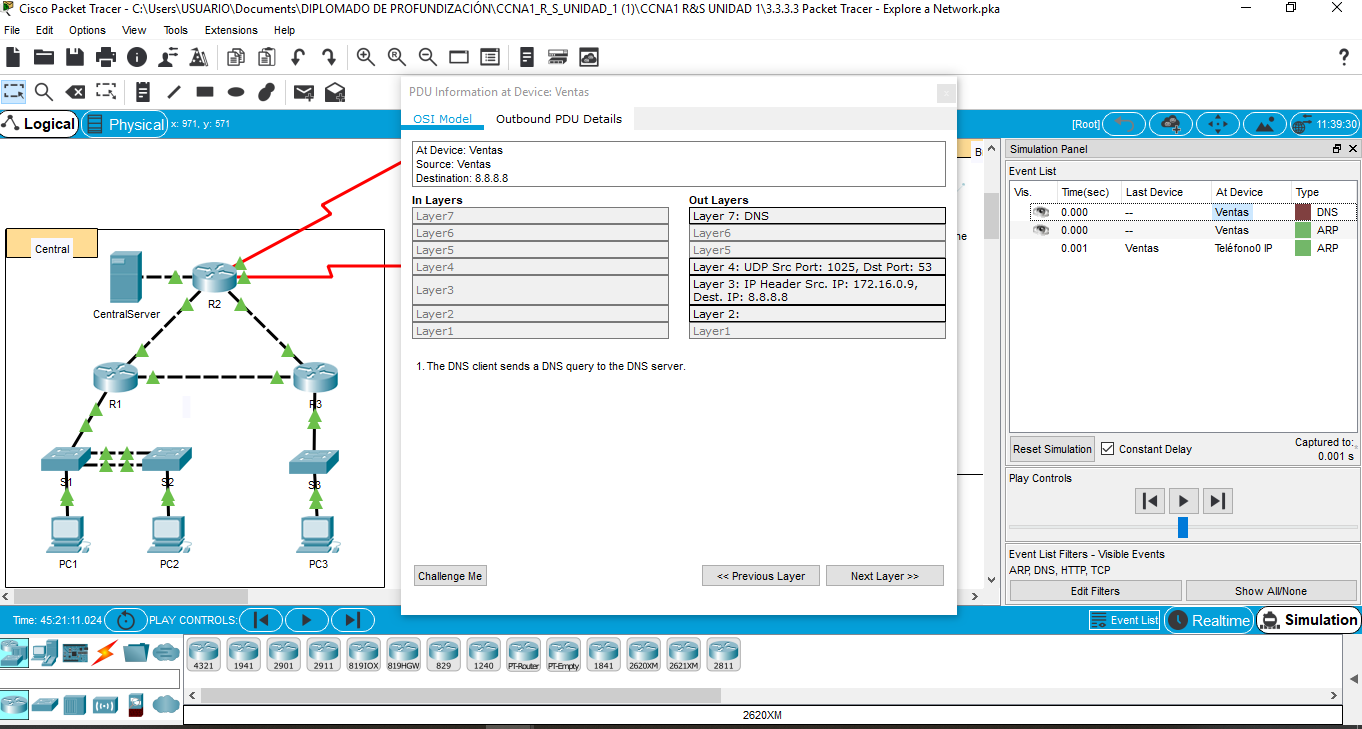 Cisco Packet Tracer - C:\Users\USUARIO\Documents\DIPLOMADO DE PROFUNDIZACIÓN\CCNA1_R_S_UNIDAD_1 (1)\CCNA1 R&S UNIDAD 1\3.3.3.3 Packet Tracer - Explore a Network.pka
File Edit Options View Tools Extensions Help
?
Logical Physical x: 971, y: 571
[Root] 11:39:30
PDU Information at Device: Ventas
OSI Model Outbound PDU Details
At Device: Ventas
Source: Ventas
Destination: 8.8.8.8
In Layers
Layer7
Layer6
Layer5
Layer4
Layer3
Layer2
Layer1
Out Layers
Layer 7: DNS
Layer6
Layer5
Layer 4: UDP Src Port: 1025, Dst Port: 53
Layer 3: IP Header Src. IP: 172.16.0.9,
Dest. IP: 8.8.8.8
Layer 2:
Layer1
1. The DNS client sends a DNS query to the DNS server.
Challenge Me << Previous Layer Next Layer >>
Central
CentralServer
R2
R1
R3
S1
S2
S3
PC1
PC2
PC3
B
ne
Simulation Panel
Event List
Vis. Time(sec) Last Device At Device Type
0.000 -- Ventas DNS
0.000 -- Ventas ARP
0.001 Ventas Teléfono0 IP ARP
Reset Simulation Constant Delay
Captured to:
0.001 s
Play Controls
Event List Filters - Visible Events
ARP, DNS, HTTP, TCP
Edit Filters Show All/None
Time: 45:21:11.024 PLAY CONTROLS:
Event List Realtime Simulation
4321 1941 2901 2911 819IOX 819HGW 829 1240 PT-Router PT-Empty 1841 2620XM 2621XM 2811
2620XM